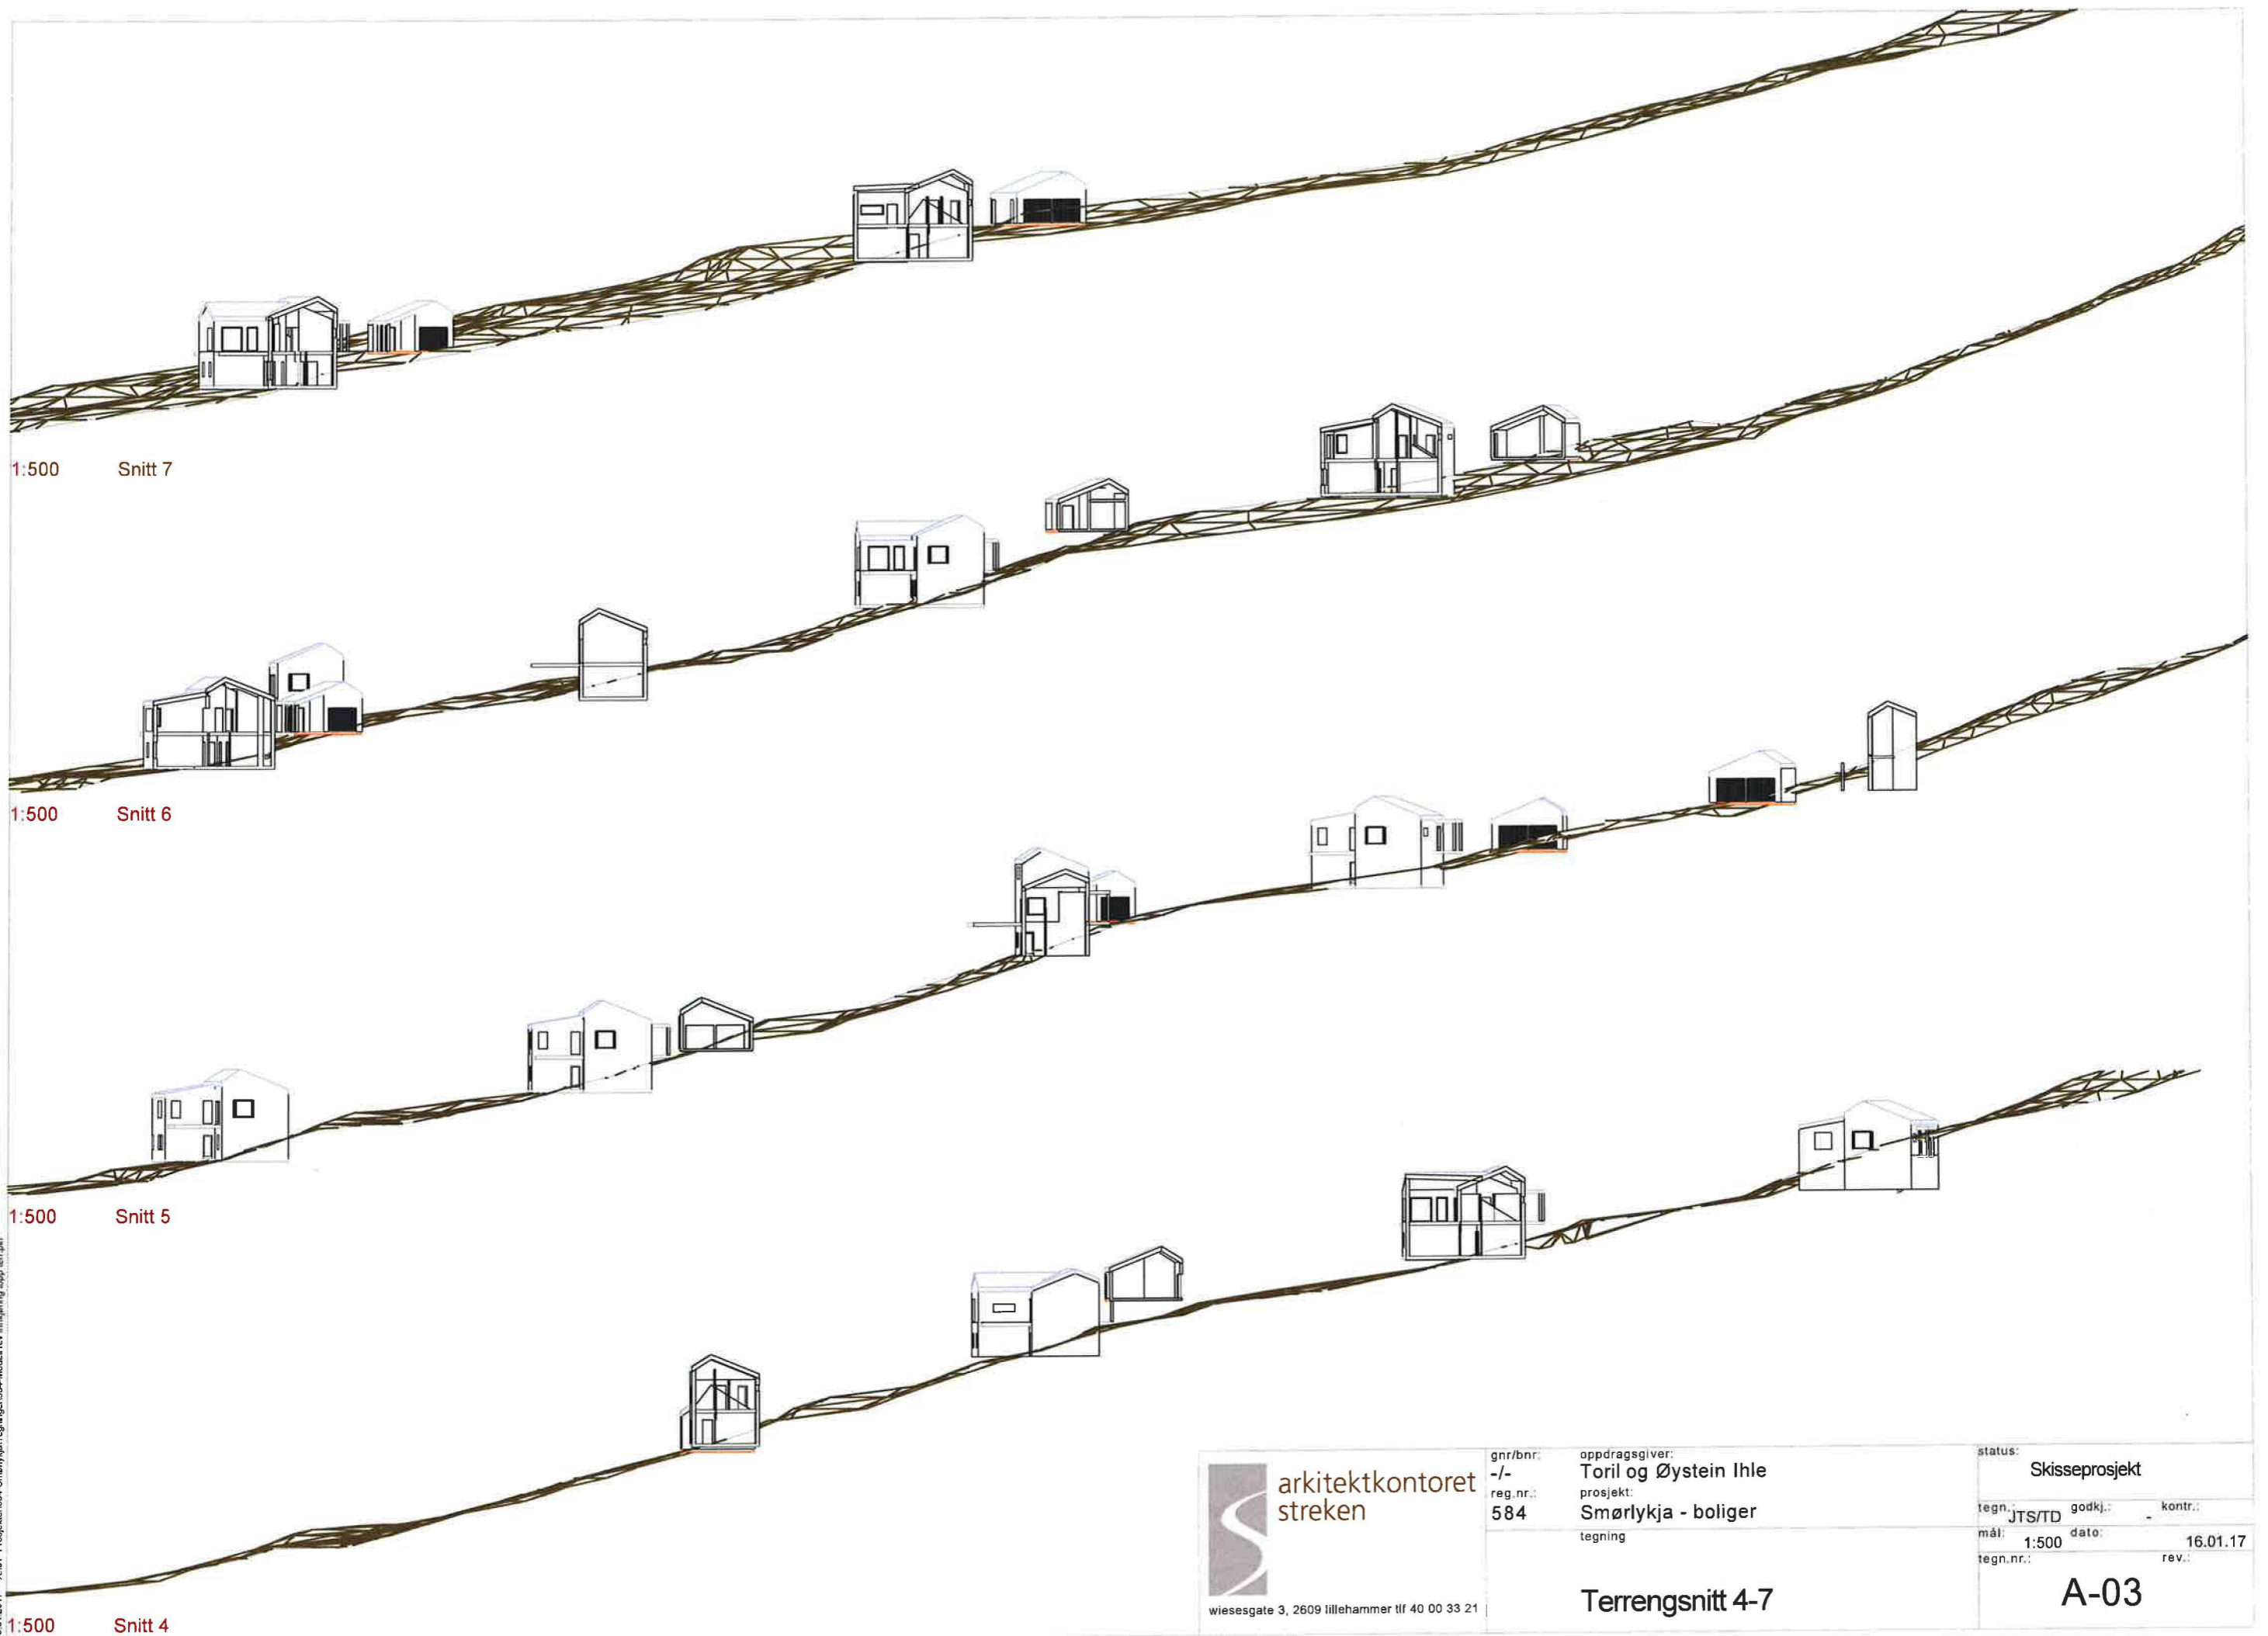 1:500 Snitt 7
1:500 Snitt 6
1:500 Snitt 5
1:500 Snitt 4
arkitektkontoret
streken
wiesesgate 3, 2609 lillehammer tlf 40 00 33 21
gnr/bnr:
-/-
reg.nr.:
584
oppdragsgiver:
Toril og Øystein Ihle
prosjekt:
Smørlykja - boliger
tegning
Terrengsnitt 4-7
status:
Skisseprosjekt
tegn.: JTS/TD godkj.: - kontr.:
mål: 1:500 dato: 16.01.17
tegn.nr.: rev.:
A-03